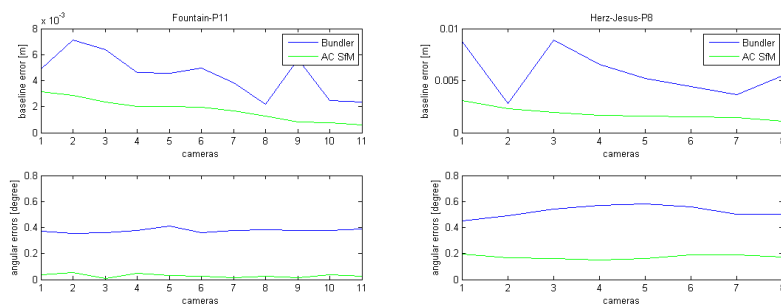 Fountain-P11
x 10⁻³
8
6
4
2
0
baseline error [m]
Bundler
AC SfM
1 2 3 4 5 6 7 8 9 10 11
cameras
Herz-Jesus-P8
0.01
0.005
0
baseline error [m]
Bundler
AC SfM
1 2 3 4 5 6 7 8
cameras
0.8
0.6
0.4
0.2
0
angular errors [degree]
1 2 3 4 5 6 7 8 9 10 11
cameras
0.8
0.6
0.4
0.2
0
angular errors [degree]
1 2 3 4 5 6 7
cameras